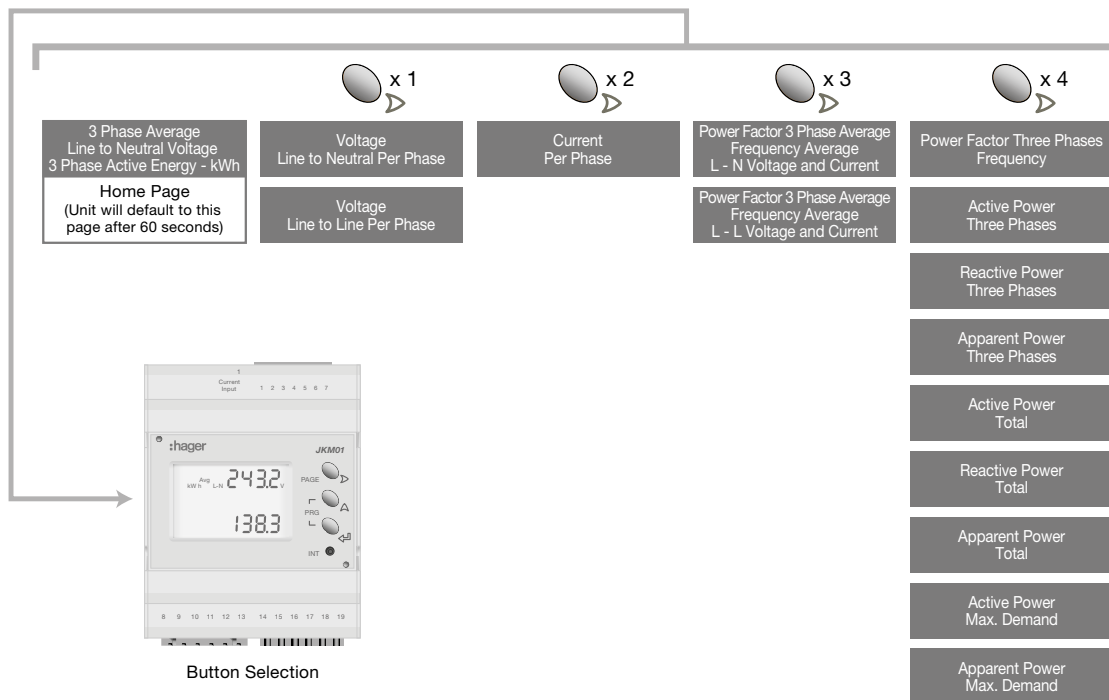 x 1
x 2
x 3
x 4
3 Phase Average
Line to Neutral Voltage
3 Phase Active Energy - kWh
Home Page
(Unit will default to this
page after 60 seconds)
Voltage
Line to Neutral Per Phase
Voltage
Line to Line Per Phase
Current
Per Phase
Power Factor 3 Phase Average
Frequency Average
L - N Voltage and Current
Power Factor 3 Phase Average
Frequency Average
L - L Voltage and Current
Power Factor Three Phases
Frequency
Active Power
Three Phases
Reactive Power
Three Phases
Apparent Power
Three Phases
Active Power
Total
Reactive Power
Total
Apparent Power
Total
Active Power
Max. Demand
Apparent Power
Max. Demand
1
Current
Input
1 2 3 4 5 6 7
:hager
JKM01
Avg
kW h L-N 243.2 V
138.3
PAGE
PRG
INT
8 9 10 11 12 13 14 15 16 17 18 19
Button Selection